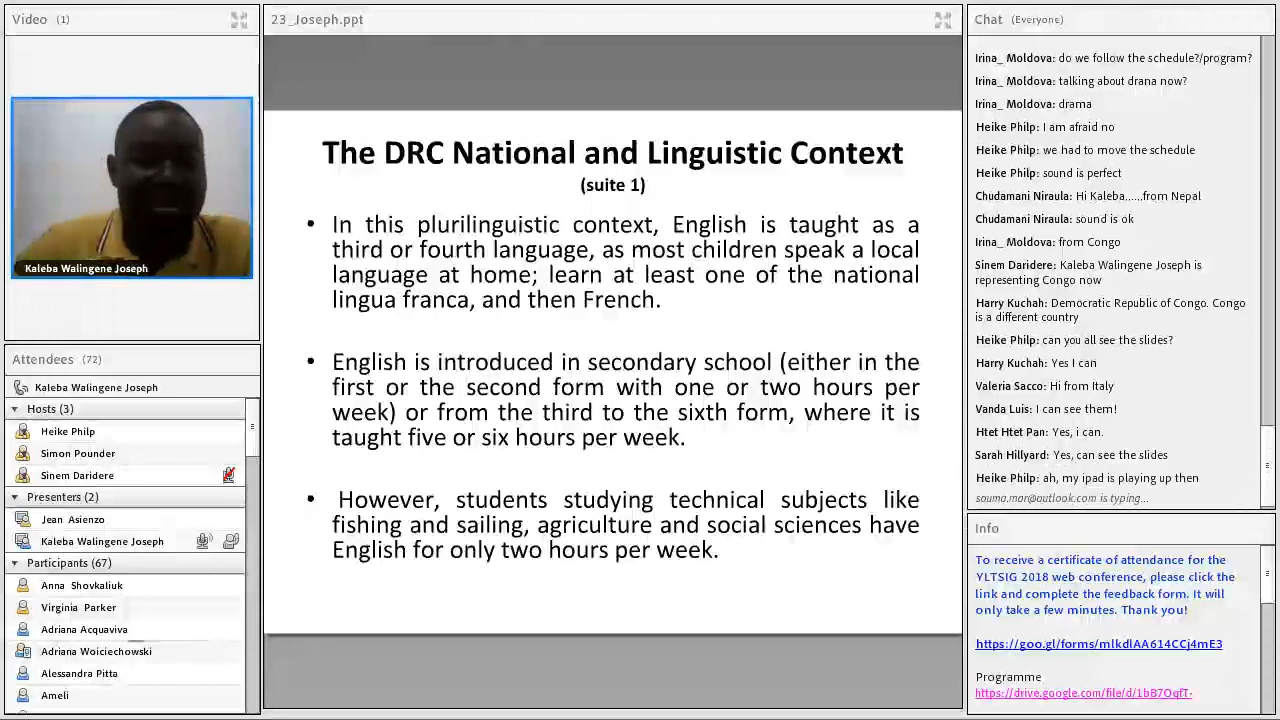 Video (1)
Kaleba Walingene Joseph
Attendees (72)
Kaleba Walingene Joseph
Hosts (3)
Heike Philp
Simon Pounder
Sinem Daridere
Presenters (2)
Jean Asienzo
Kaleba Walingene Joseph
Participants (67)
Anna Shovkaliuk
Virginia Parker
Adriana Acquaviva
Adriana Woiciechowski
Alessandra Pitta
Ameli
23_Joseph.ppt
The DRC National and Linguistic Context
(suite 1)
• In this plurilinguistic context, English is taught as a
third or fourth language, as most children speak a local
language at home; learn at least one of the national
lingua franca, and then French.
• English is introduced in secondary school (either in the
first or the second form with one or two hours per
week) or from the third to the sixth form, where it is
taught five or six hours per week.
• However, students studying technical subjects like
fishing and sailing, agriculture and social sciences have
English for only two hours per week.
Chat (Everyone)
Irina_ Moldova: do we follow the schedule?/program?
Irina_ Moldova: talking about drana now?
Irina_ Moldova: drama
Heike Philp: I am afraid no
Heike Philp: we had to move the schedule
Heike Philp: sound is perfect
Chudamani Niraula: Hi Kaleba......from Nepal
Chudamani Niraula: sound is ok
Irina_ Moldova: from Congo
Sinem Daridere: Kaleba Walingene Joseph is
representing Congo now
Harry Kuchah: Democratic Republic of Congo. Congo
is a different country
Heike Philp: can you all see the slides?
Harry Kuchah: Yes I can
Valeria Sacco: Hi from Italy
Vanda Luis: I can see them!
Htet Htet Pan: Yes, i can.
Sarah Hillyard: Yes, can see the slides
Heike Philp: ah, my ipad is playing up then
souma.mor@outlook.com is typing...
Info
To receive a certificate of attendance for the
YLTSIG 2018 web conference, please click the
link and complete the feedback form. It will
only take a few minutes. Thank you!
https://goo.gl/forms/mlkdlAA614CCj4mE3
Programme
https://drive.google.com/file/d/1bB7OqfT-